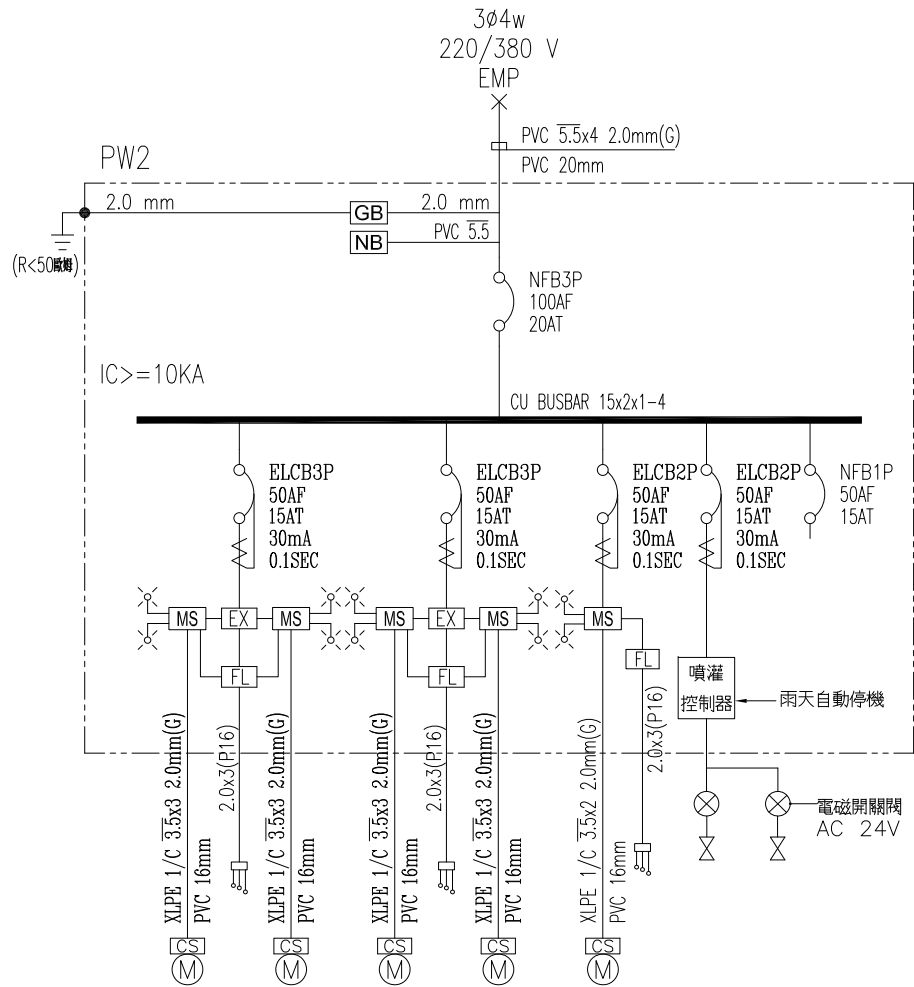 3ø4w
220/380 V
EMP
PVC 5.5x4 2.0mm(G)
PVC 20mm
PW2
2.0 mm
GB
2.0 mm
NB
PVC 5.5
(R<50歐姆)
NFB3P
100AF
20AT
IC>=10KA
CU BUSBAR 15x2x1-4
ELCB3P
50AF
15AT
30mA
0.1SEC
ELCB3P
50AF
15AT
30mA
0.1SEC
ELCB2P
50AF
15AT
30mA
0.1SEC
ELCB2P
50AF
15AT
30mA
0.1SEC
NFB1P
50AF
15AT
MS
EX
MS
MS
EX
MS
MS
FL
FL
FL
噴灌
控制器
雨天自動停機
XLPE 1/C 3.5x3 2.0mm(G)
PVC 16mm
2.0x3(P16)
XLPE 1/C 3.5x3 2.0mm(G)
PVC 16mm
XLPE 1/C 3.5x3 2.0mm(G)
PVC 16mm
2.0x3(P16)
XLPE 1/C 3.5x3 2.0mm(G)
PVC 16mm
XLPE 1/C 3.5x2 2.0mm(G)
PVC 16mm
2.0x3(P16)
電磁開關閥
AC 24V
CS
CS
CS
CS
CS
M
M
M
M
M